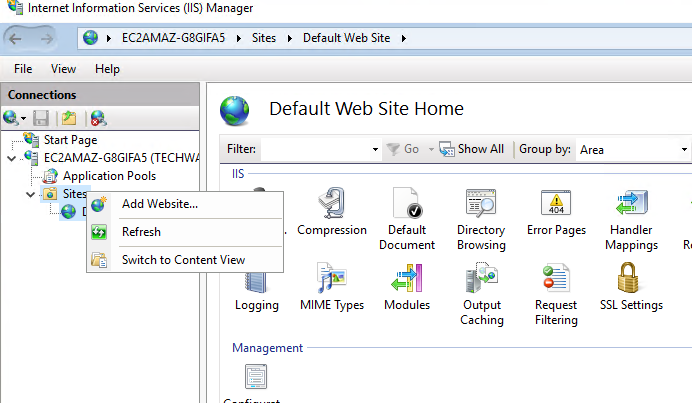 Internet Information Services (IIS) Manager
EC2AMAZ-G8GIFA5 Sites Default Web Site
File View Help
Connections
Start Page
EC2AMAZ-G8GIFA5 (TECHWA
Application Pools
Sites
D
Add Website...
Refresh
Switch to Content View
Default Web Site Home
Filter: Go Show All Group by: Area
IIS
Compression
Default
Document
Directory
Browsing
Error Pages
404
Handler
Mappings
Logging
MIME Types
Modules
Output
Caching
Request
Filtering
SSL Settings
Management